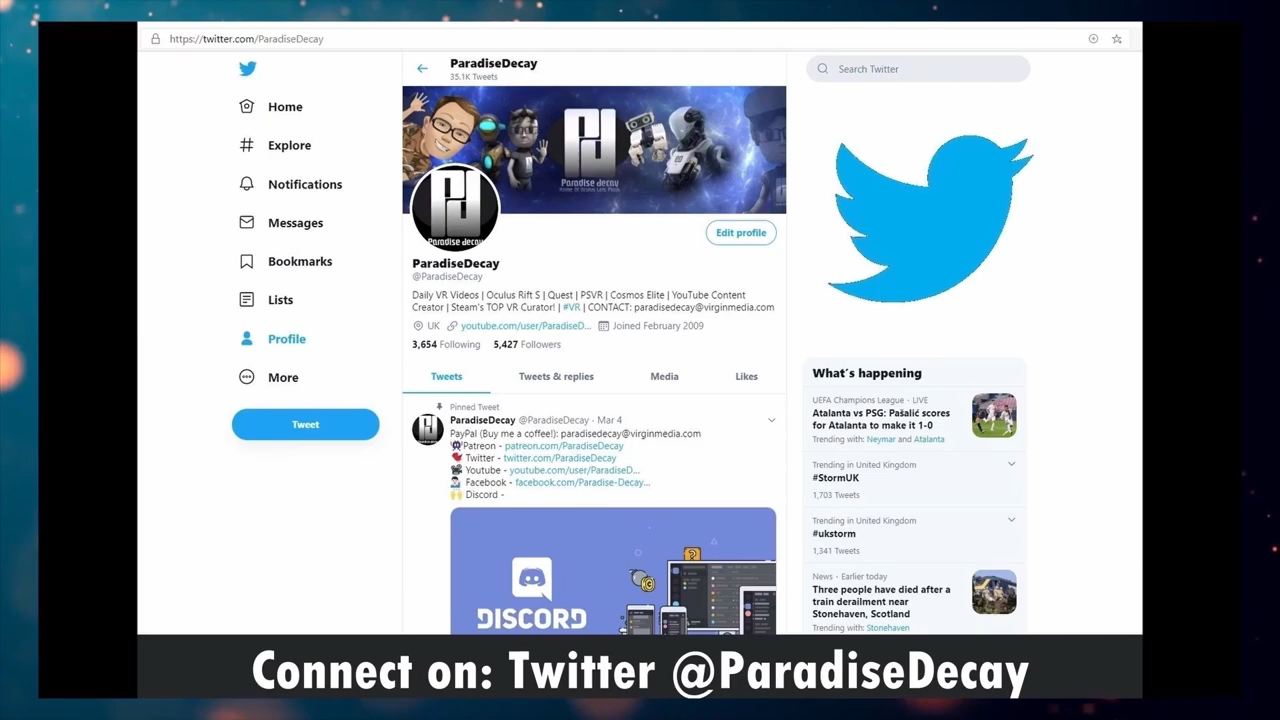 https://twitter.com/ParadiseDecay
Home
Explore
Notifications
Messages
Bookmarks
Lists
Profile
More
Tweet
ParadiseDecay
35.1K Tweets
Paradise decay
Paradise decay
Edit profile
ParadiseDecay
@ParadiseDecay
Daily VR Videos | Oculus Rift S | Quest | PSVR | Cosmos Elite | YouTube Content
Creator | Steam's TOP VR Curator! | #VR | CONTACT: paradisedecay@virginmedia.com
UK youtube.com/user/ParadiseD... Joined February 2009
3,654 Following 5,427 Followers
Tweets Tweets & replies Media Likes
Pinned Tweet
ParadiseDecay @ParadiseDecay · Mar 4
PayPal (Buy me a coffee!): paradisedecay@virginmedia.com
Patreon - patreon.com/ParadiseDecay
Twitter - twitter.com/ParadiseDecay
Youtube - youtube.com/user/ParadiseD...
Facebook - facebook.com/Paradise-Decay...
Discord -
DISCORD
Search Twitter
What's happening
UEFA Champions League · LIVE
Atalanta vs PSG: Pašalić scores
for Atalanta to make it 1-0
Trending with: Neymar and Atalanta
Trending in United Kingdom
#StormUK
1,703 Tweets
Trending in United Kingdom
#ukstorm
1,341 Tweets
News · Earlier today
Three people have died after a
train derailment near
Stonehaven, Scotland
Trending with: Stonehaven
Connect on: Twitter @ParadiseDecay